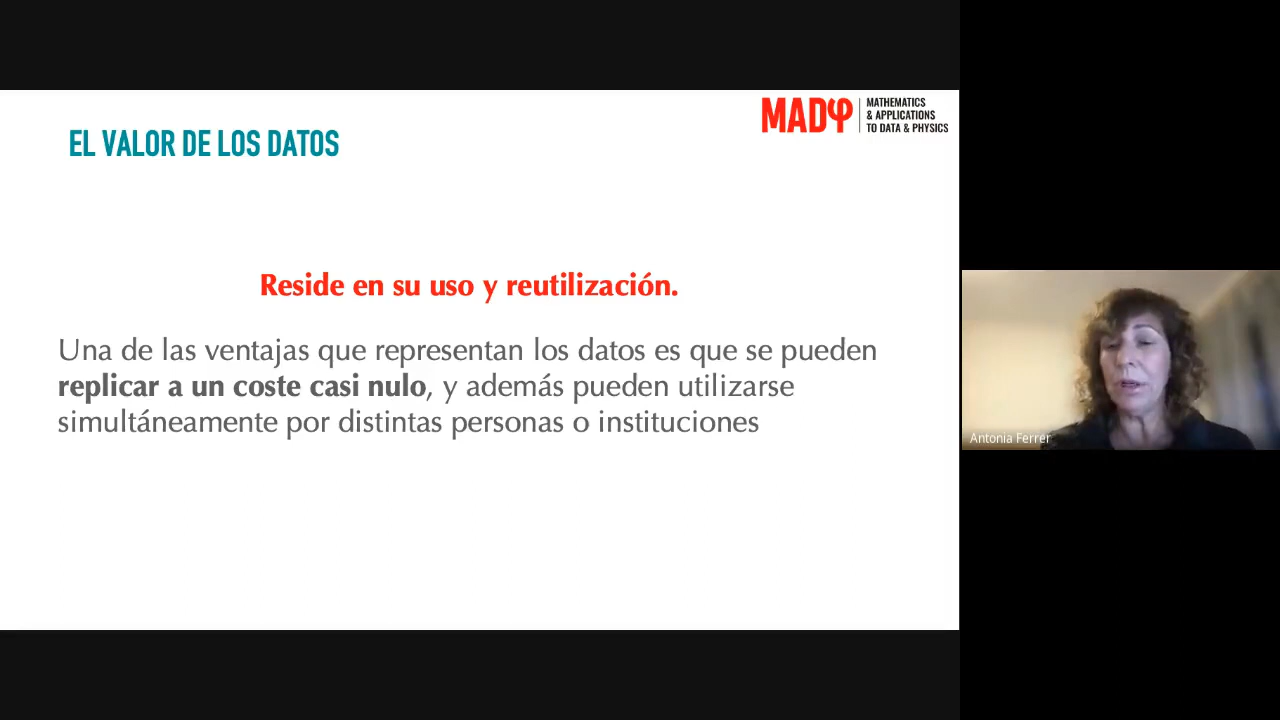 EL VALOR DE LOS DATOS
MADφ
MATHEMATICS
& APPLICATIONS
TO DATA & PHYSICS
Reside en su uso y reutilización.
Una de las ventajas que representan los datos es que se pueden
replicar a un coste casi nulo, y además pueden utilizarse
simultáneamente por distintas personas o instituciones
Antonia Ferrer